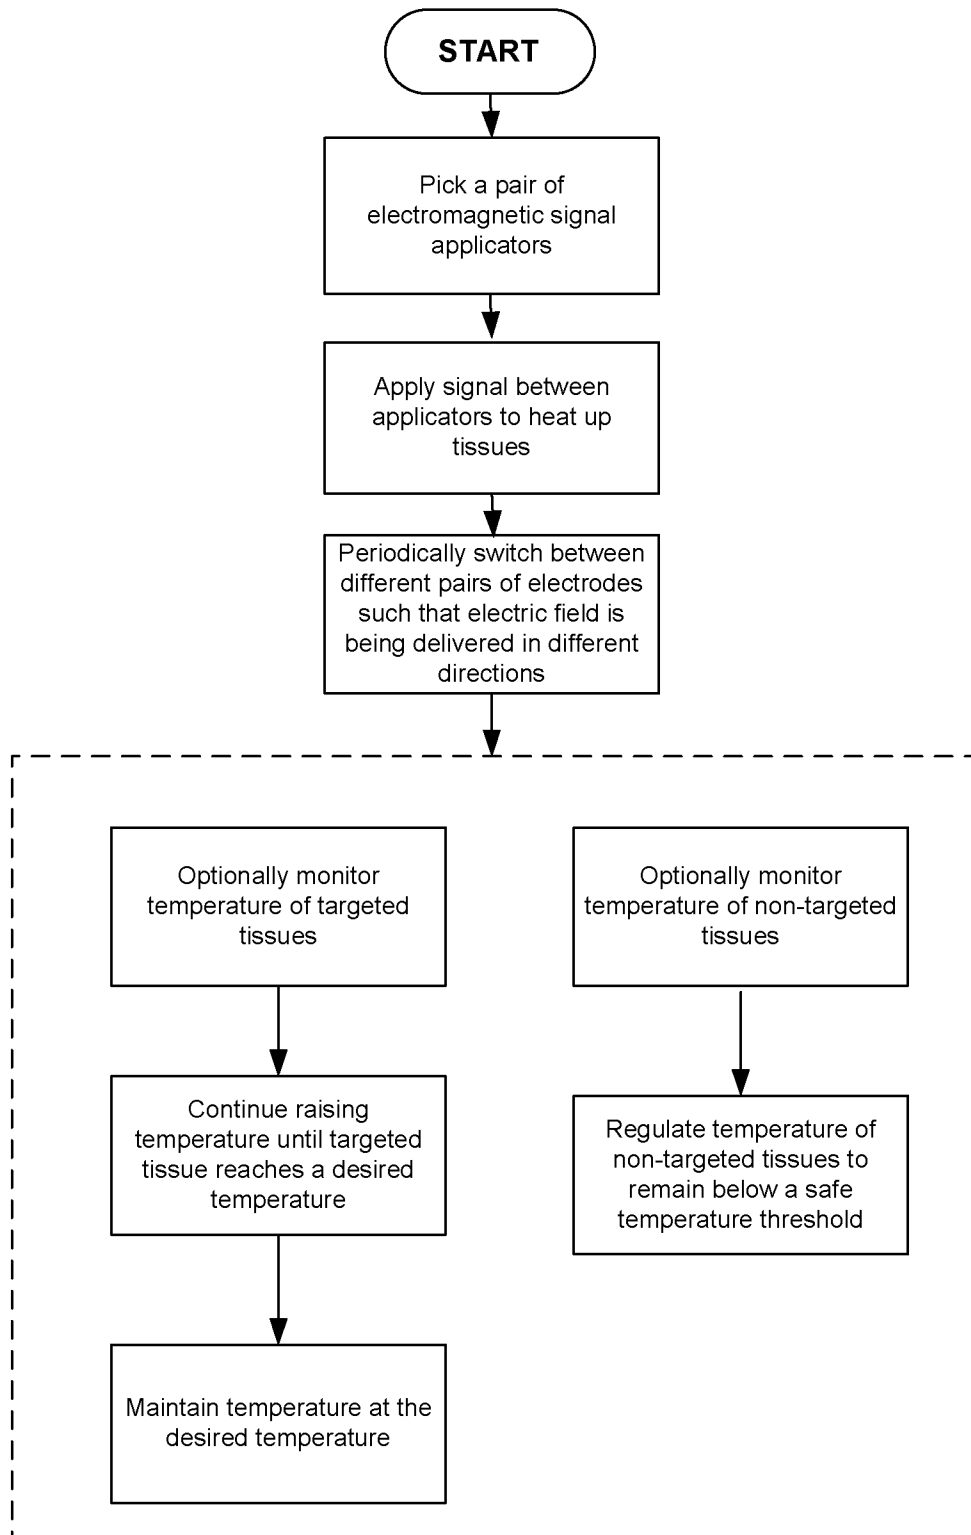 START
Pick a pair of
electromagnetic signal
applicators
Apply signal between
applicators to heat up
tissues
Periodically switch between
different pairs of electrodes
such that electric field is
being delivered in different
directions
Optionally monitor
temperature of targeted
tissues
Optionally monitor
temperature of non-targeted
tissues
Continue raising
temperature until targeted
tissue reaches a desired
temperature
Regulate temperature of
non-targeted tissues to
remain below a safe
temperature threshold
Maintain temperature at the
desired temperature